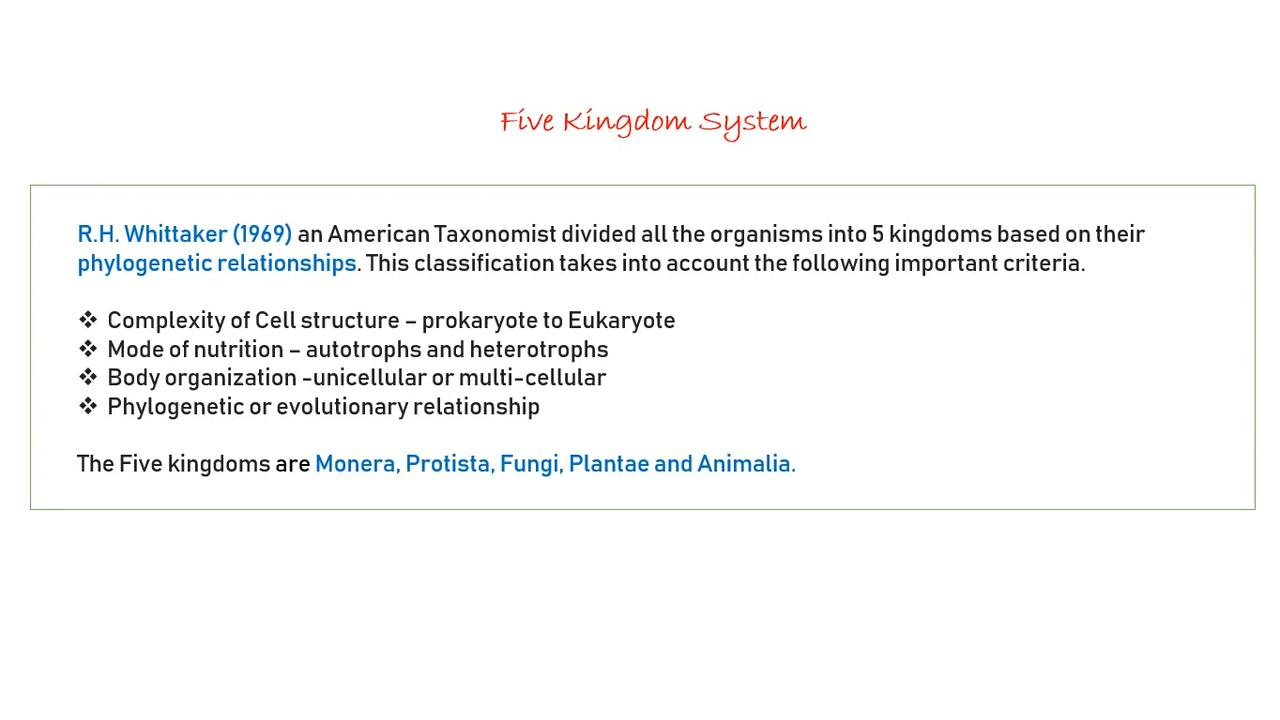 Five Kingdom System
R.H. Whittaker (1969) an American Taxonomist divided all the organisms into 5 kingdoms based on their
phylogenetic relationships. This classification takes into account the following important criteria.
❖ Complexity of Cell structure – prokaryote to Eukaryote
❖ Mode of nutrition – autotrophs and heterotrophs
❖ Body organization -unicellular or multi-cellular
❖ Phylogenetic or evolutionary relationship
The Five kingdoms are Monera, Protista, Fungi, Plantae and Animalia.